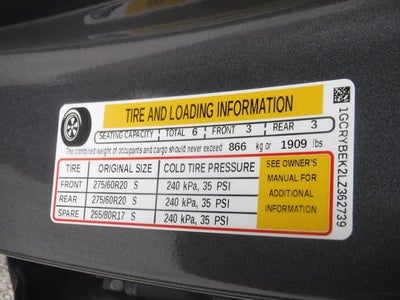 TIRE AND LOADING INFORMATION
SEATING CAPACITY TOTAL 6 FRONT 3 REAR 3
The combined weight of occupants and cargo should never exceed 866 kg or 1909 lbs
TIRE ORIGINAL SIZE COLD TIRE PRESSURE
FRONT 275/60R20 S 240 kPa, 35 PSI
REAR 275/60R20 S 240 kPa, 35 PSI
SPARE 255/80R17 S 240 kPa, 35 PSI
SEE OWNER'S
MANUAL FOR
ADDITIONAL
INFORMATION
1GCRYBEK2LZ362739